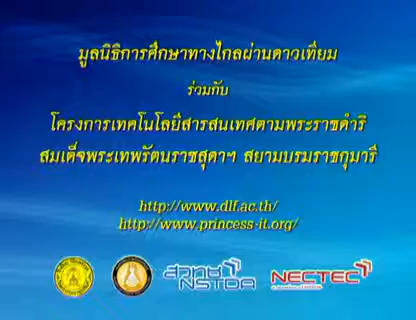 มูลนิธิการศึกษาทางไกลผ่านดาวเทียม
ร่วมกับ
โครงการเทคโนโลยีสารสนเทศตามพระราชดำริ
สมเด็จพระเทพรัตนราชสุดาฯ สยามบรมราชกุมารี
http://www.dlf.ac.th/
http://www.princess-it.org/
สวทช
NSTDA
NECTEC